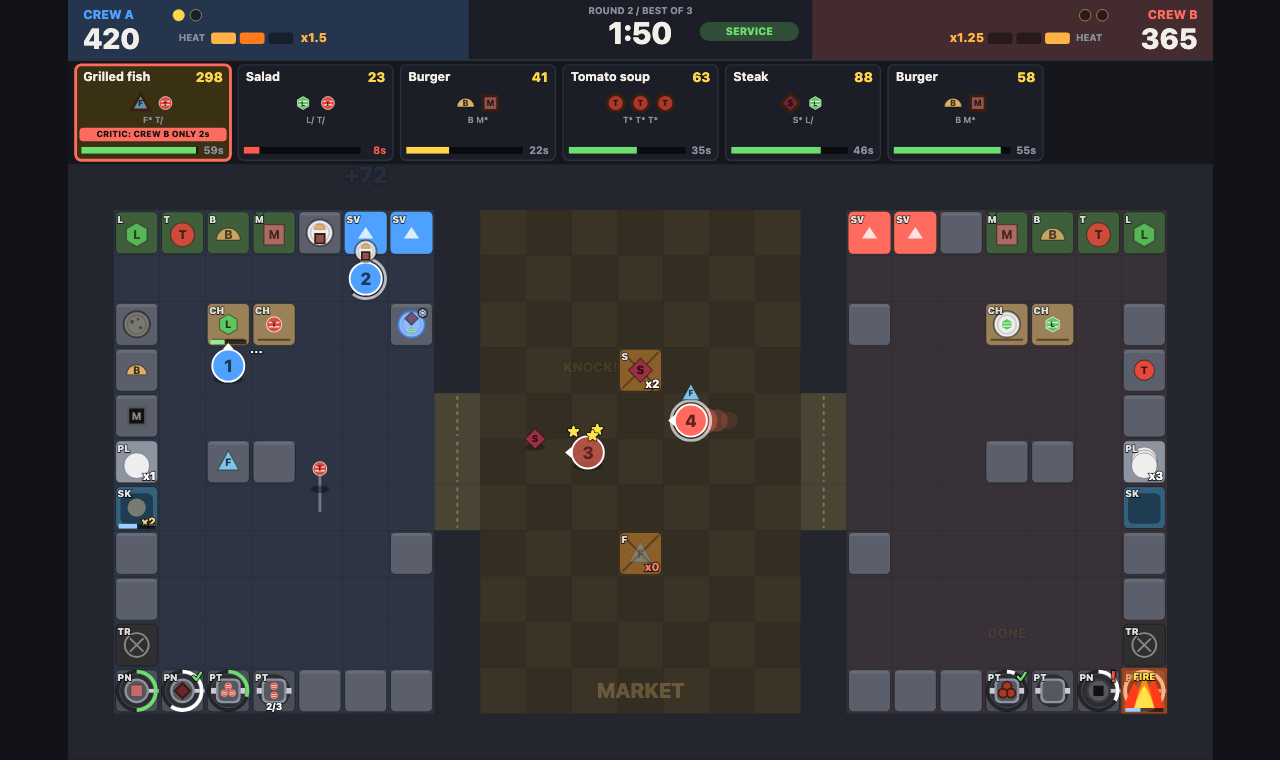 CREW A
420
HEAT
x1.5
ROUND 2 / BEST OF 3
1:50
SERVICE
x1.25
HEAT
CREW B
365
Grilled fish 298
F
F* T/
CRITIC: CREW B ONLY 2s
59s
Salad 23
L
L/ T/
8s
Burger 41
B M
B M*
22s
Tomato soup 63
T T T
T* T* T*
35s
Steak 88
S L
S* L/
46s
Burger 58
B M
B M*
55s
+72
L L
T T
B B
M M
SV
SV
SV
SV
M M
B B
T T
L L
2
CH L
CH
CH
CH L
1
...
B
KNOCK!
S S x2
F
T
M
4
S
3
PL x1
F
PL x3
SK x2
SK
F F x0
TR
DONE
TR
PN
PN
PT
PT 2/3
MARKET
PT
PT
PN !
FIRE